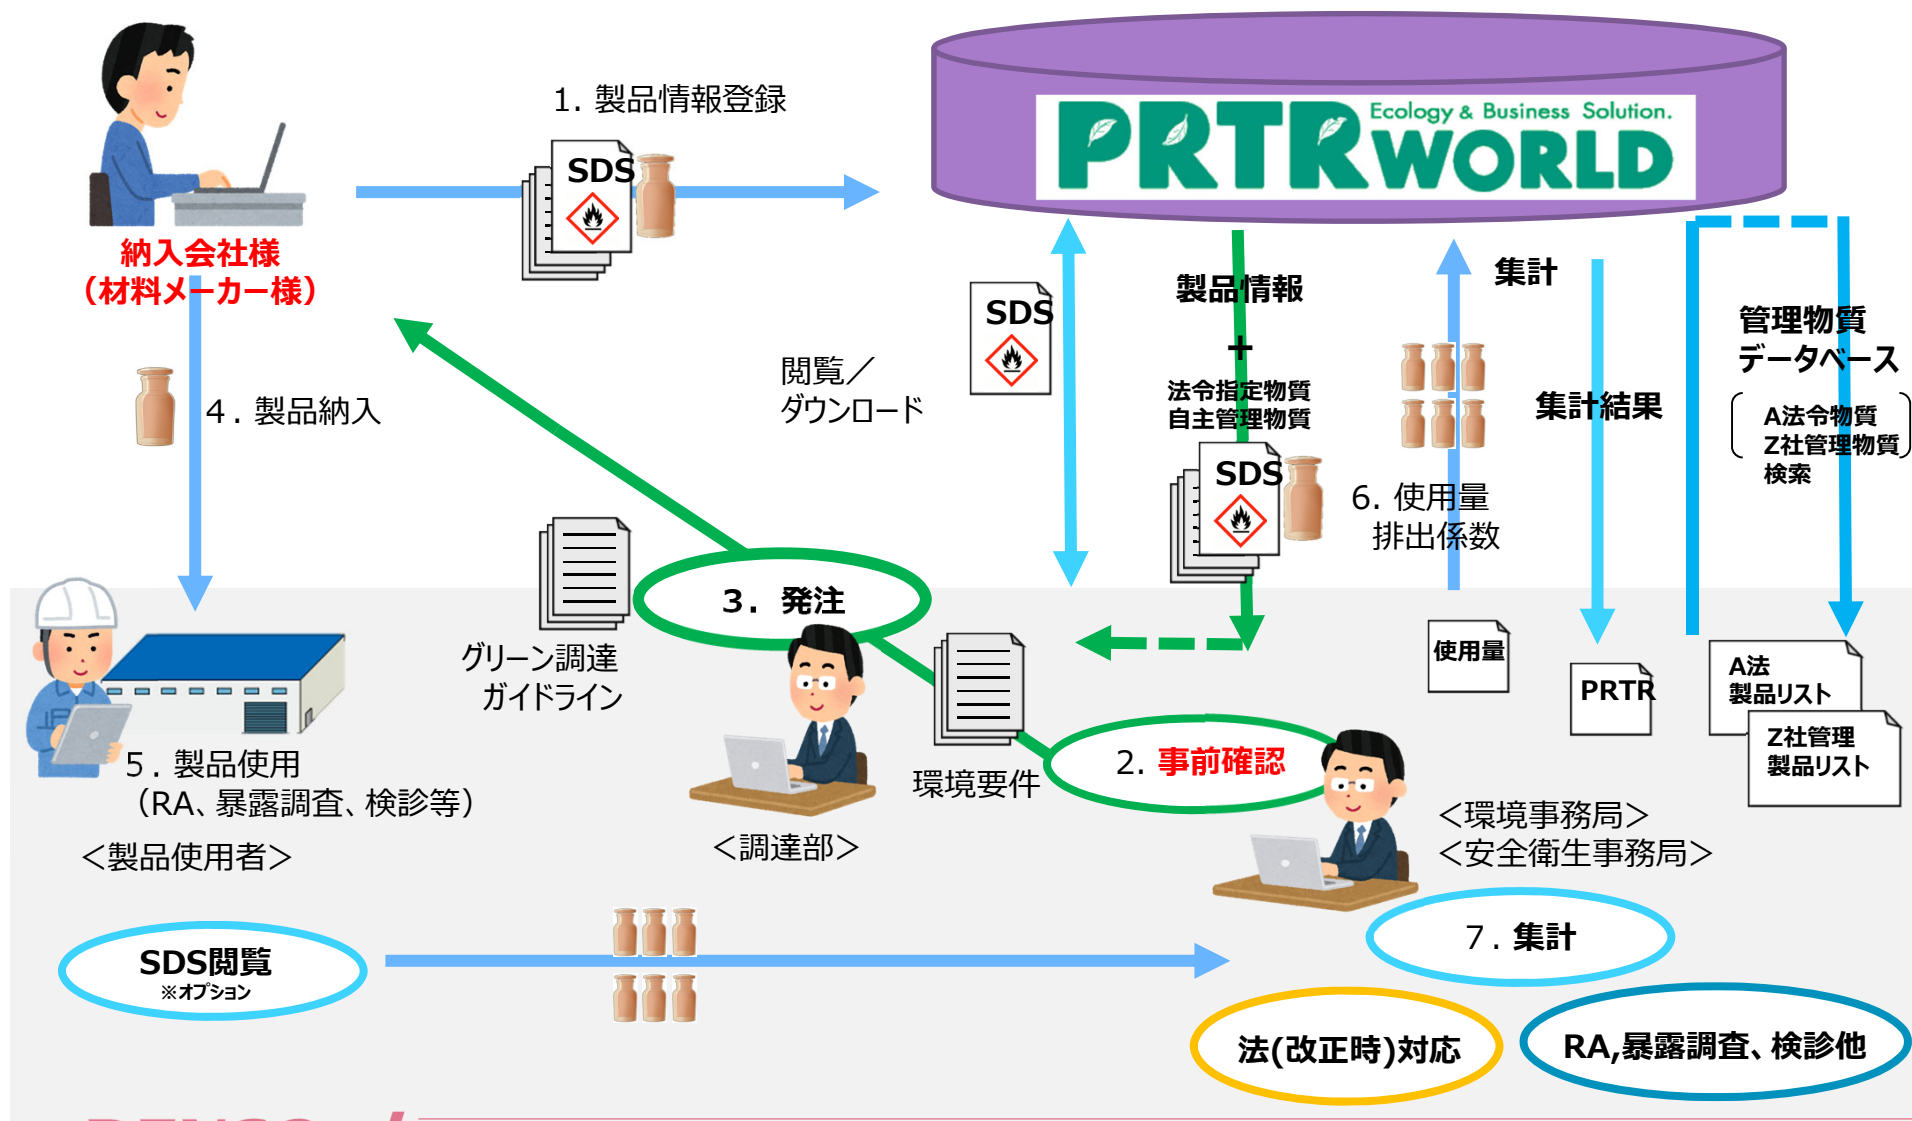 1. 製品情報登録
SDS
Ecology & Business Solution.
PRTR WORLD
納入会社様
（材料メーカー様）
4．製品納入
閲覧／
ダウンロード
SDS
製品情報
＋
法令指定物質
自主管理物質
SDS
集計
集計結果
6. 使用量
排出係数
管理物質
データベース
A法令物質
Z社管理物質
検索
3. 発注
グリーン調達
ガイドライン
環境要件
2. 事前確認
使用量
PRTR
A法
製品リスト
Z社管理
製品リスト
5．製品使用
（RA、暴露調査、検診等）
＜製品使用者＞
＜調達部＞
＜環境事務局＞
＜安全衛生事務局＞
SDS閲覧
※オプション
7．集計
法(改正時)対応
RA,暴露調査、検診他